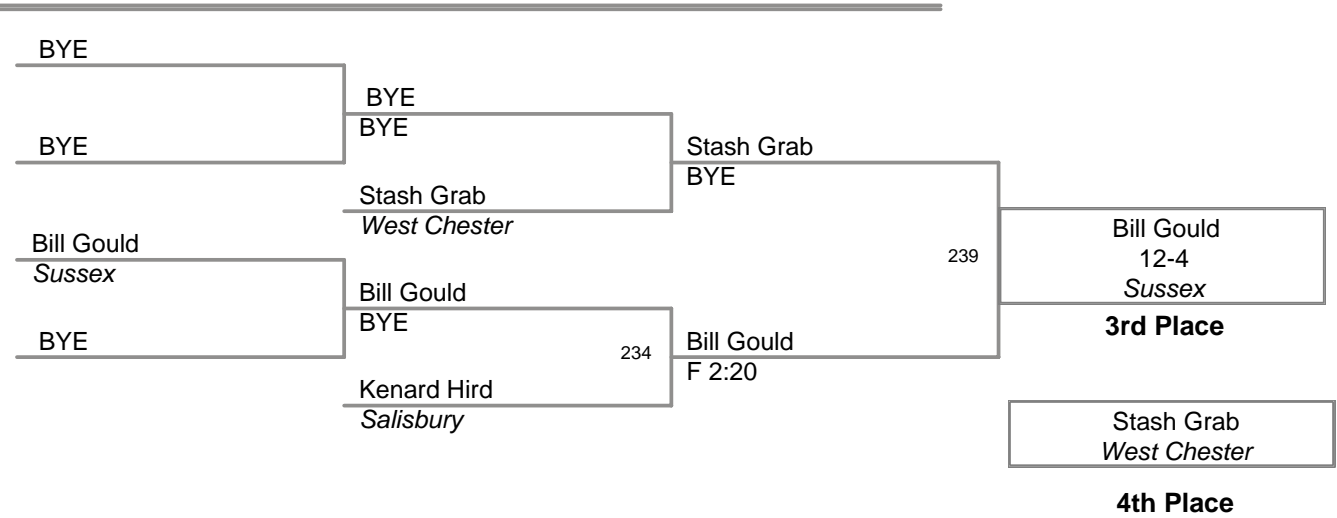 BYE
BYE
BYE
BYE
Stash Grab
BYE
Stash Grab
West Chester
Bill Gould
Sussex
Bill Gould
BYE
BYE
234
Bill Gould
F 2:20
Kenard Hird
Salisbury
239
Bill Gould
12-4
Sussex
3rd Place
Stash Grab
West Chester
4th Place